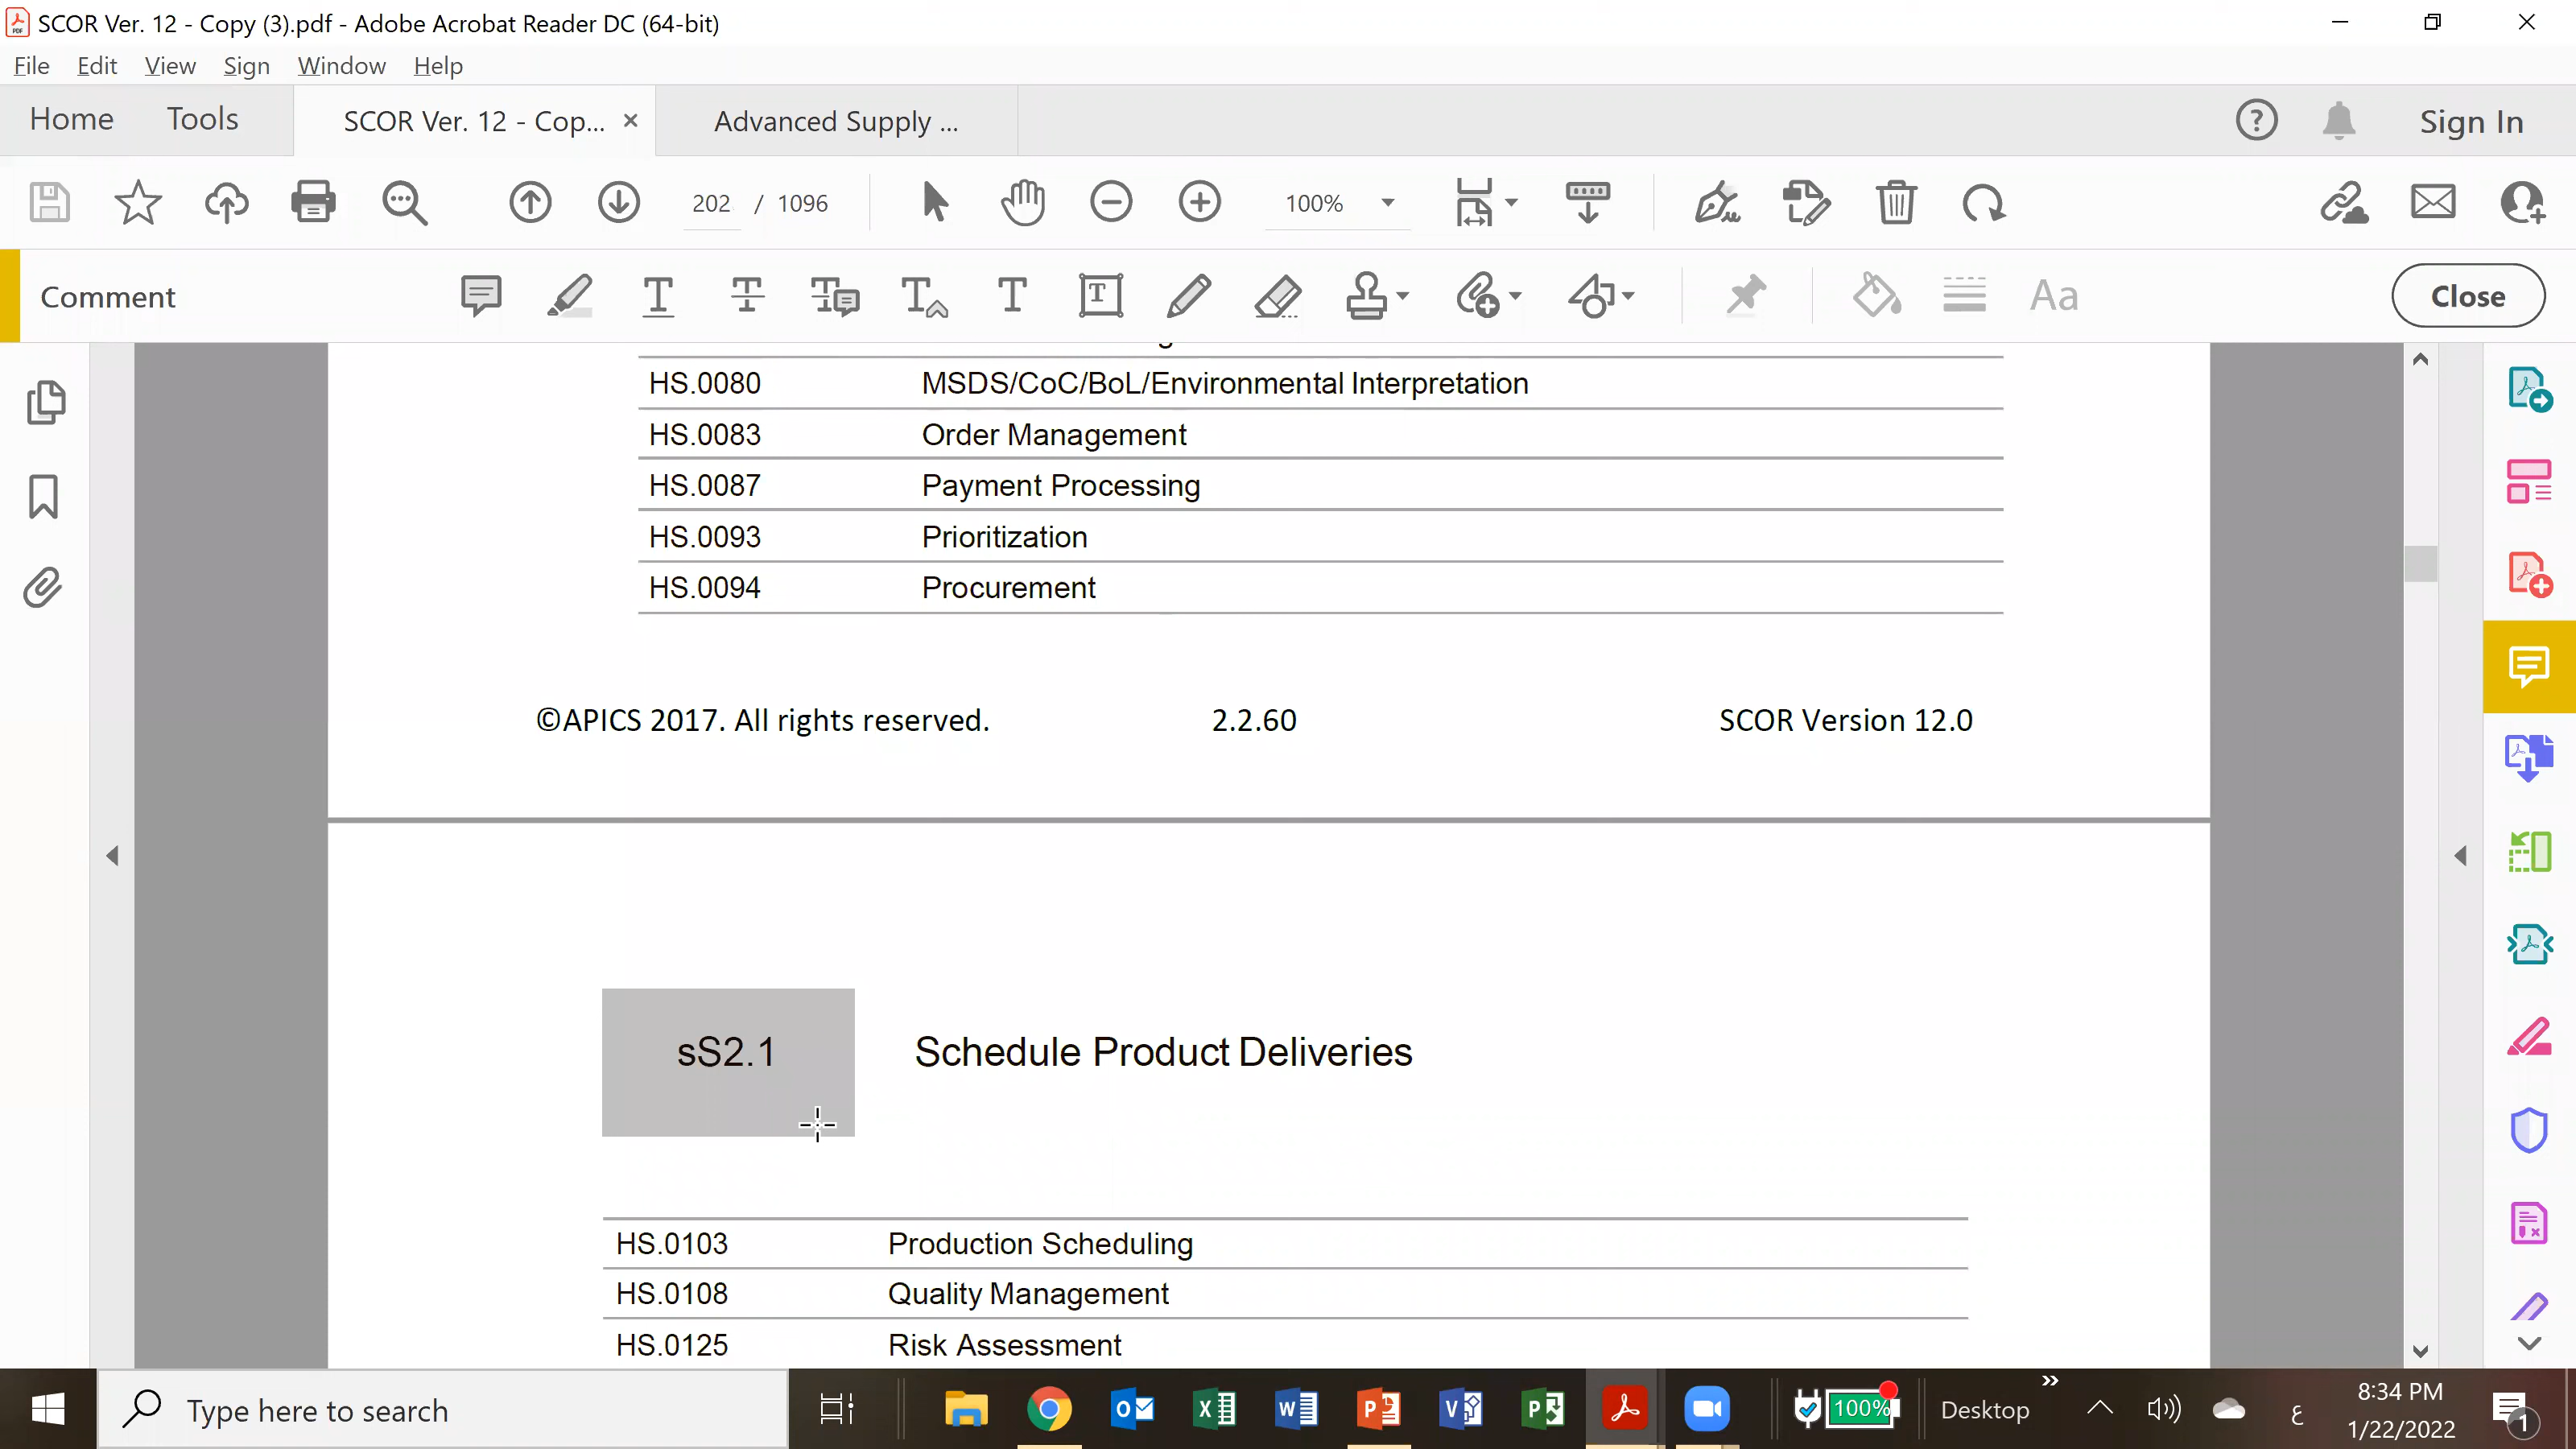 SCOR Ver. 12 - Copy (3).pdf - Adobe Acrobat Reader DC (64-bit)
File Edit View Sign Window Help
Home Tools SCOR Ver. 12 - Cop... × Advanced Supply ... Sign In
202 / 1096 100%
Comment Aa Close
HS.0080 MSDS/CoC/BoL/Environmental Interpretation
HS.0083 Order Management
HS.0087 Payment Processing
HS.0093 Prioritization
HS.0094 Procurement
©APICS 2017. All rights reserved. 2.2.60 SCOR Version 12.0
sS2.1 Schedule Product Deliveries
HS.0103 Production Scheduling
HS.0108 Quality Management
HS.0125 Risk Assessment
Type here to search 100% Desktop ع 8:34 PM
1/22/2022 1